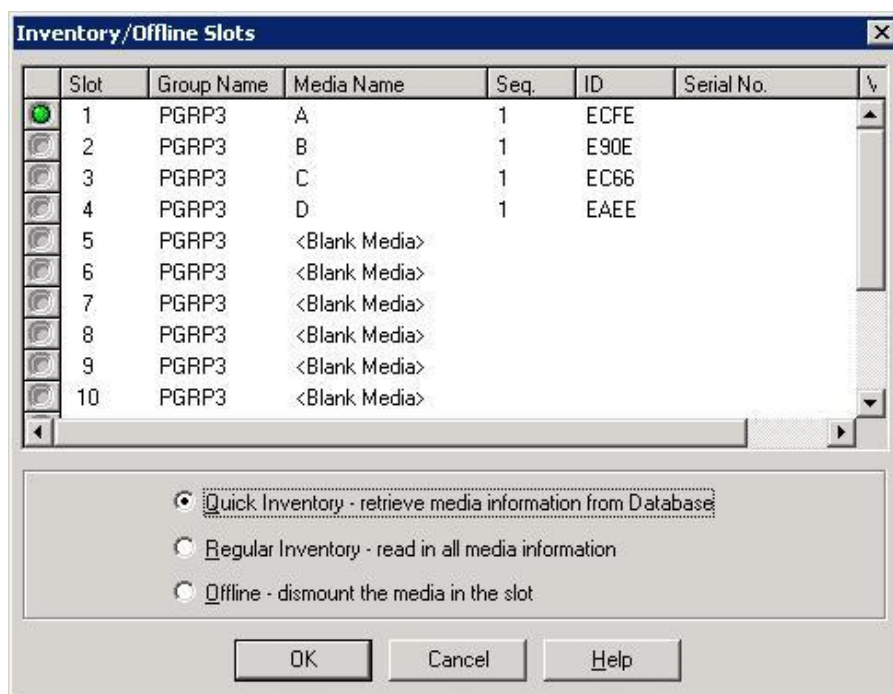 Inventory/Offline Slots
Slot Group Name Media Name Seq. ID Serial No.
1 PGRP3 A 1 ECFE
2 PGRP3 B 1 E90E
3 PGRP3 C 1 EC66
4 PGRP3 D 1 EAEE
5 PGRP3 <Blank Media>
6 PGRP3 <Blank Media>
7 PGRP3 <Blank Media>
8 PGRP3 <Blank Media>
9 PGRP3 <Blank Media>
10 PGRP3 <Blank Media>
Quick Inventory - retrieve media information from Database
Regular Inventory - read in all media information
Offline - dismount the media in the slot
OK Cancel Help